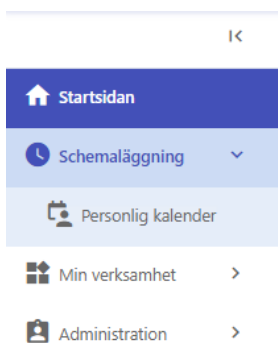 Startsidan
Schemaläggning
Personlig kalender
Min verksamhet
Administration